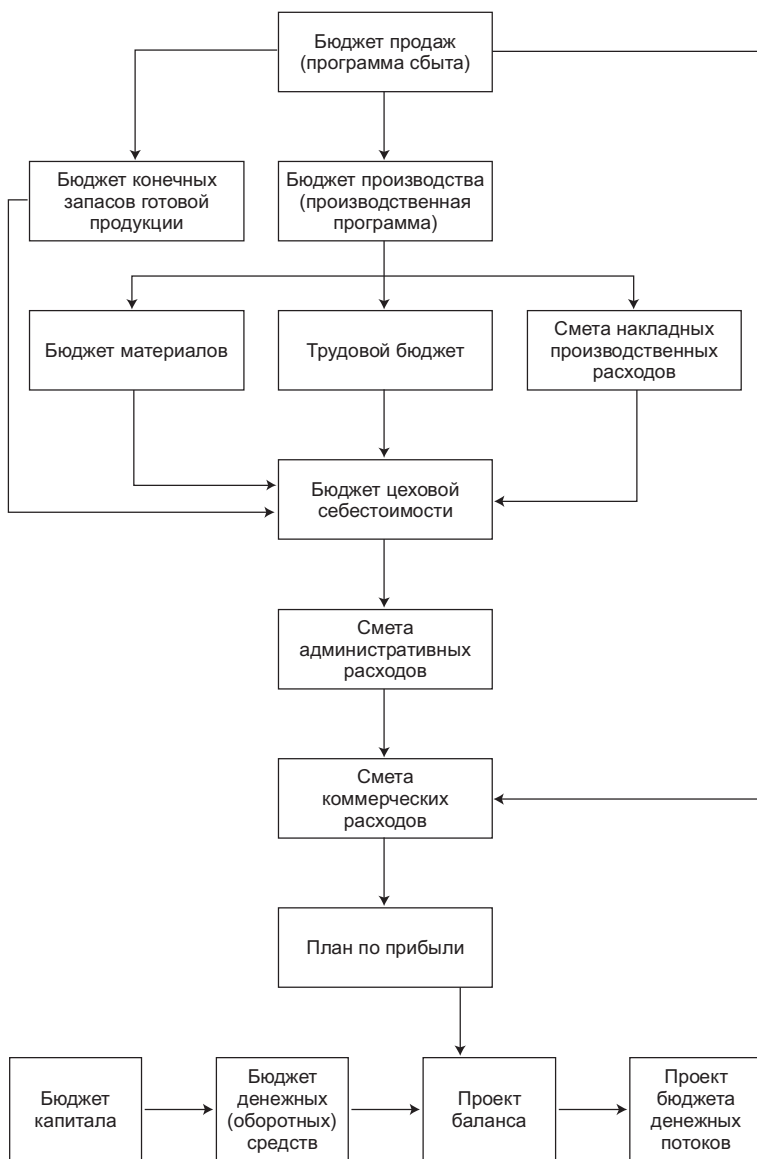 Бюджет продаж
(программа сбыта)
Бюджет конечных
запасов готовой
продукции
Бюджет производства
(производственная
программа)
Бюджет материалов
Трудовой бюджет
Смета накладных
производственных
расходов
Бюджет цеховой
себестоимости
Смета
административных
расходов
Смета
коммерческих
расходов
План по прибыли
Бюджет
капитала
Бюджет
денежных
(оборотных)
средств
Проект
баланса
Проект
бюджета
денежных
потоков